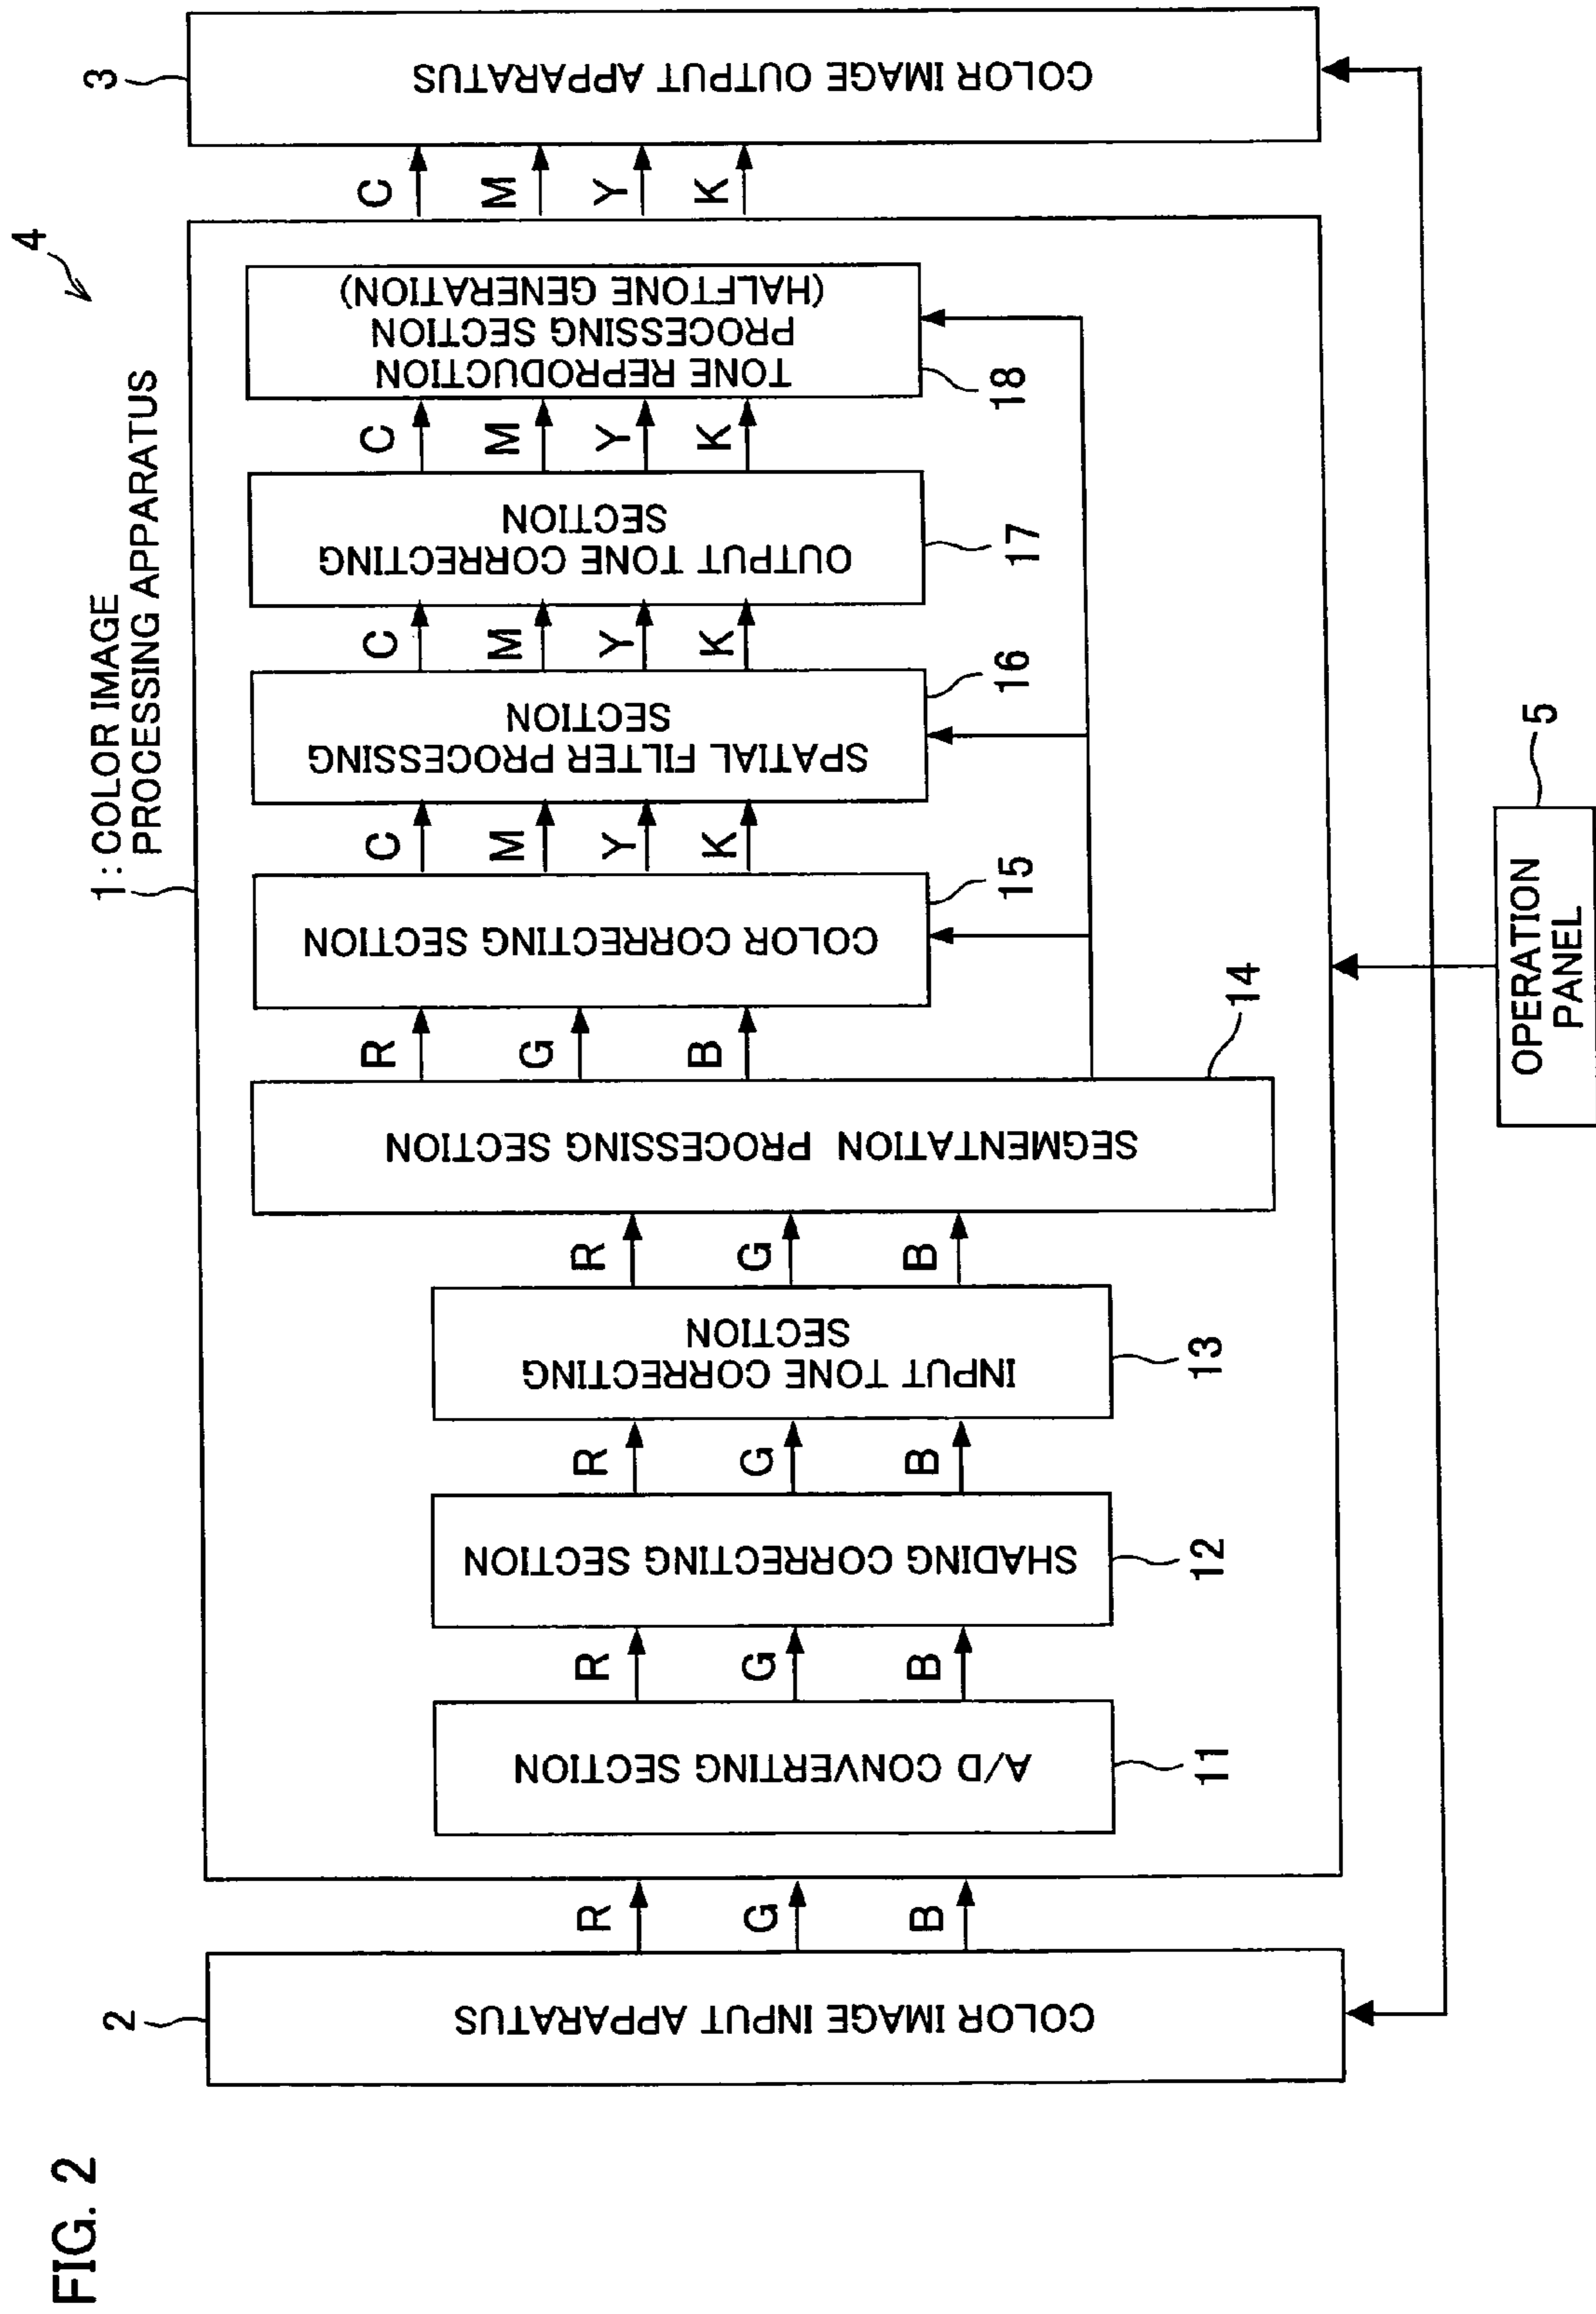 FIG. 2
4
1: COLOR IMAGE
PROCESSING APPARATUS
2
COLOR IMAGE INPUT APPARATUS
R
G
B
A/D CONVERTING SECTION
11
R
G
B
SHADING CORRECTING SECTION
12
R
G
B
INPUT TONE CORRECTING
SECTION
13
R
G
B
SEGMENTATION PROCESSING SECTION
14
R
G
B
COLOR CORRECTING SECTION
15
C
M
Y
K
SPATIAL FILTER PROCESSING
SECTION
16
C
M
Y
K
OUTPUT TONE CORRECTING
SECTION
17
C
M
Y
K
TONE REPRODUCTION
PROCESSING SECTION
(HALFTONE GENERATION)
18
C
M
Y
K
3
COLOR IMAGE OUTPUT APPARATUS
OPERATION
PANEL
5